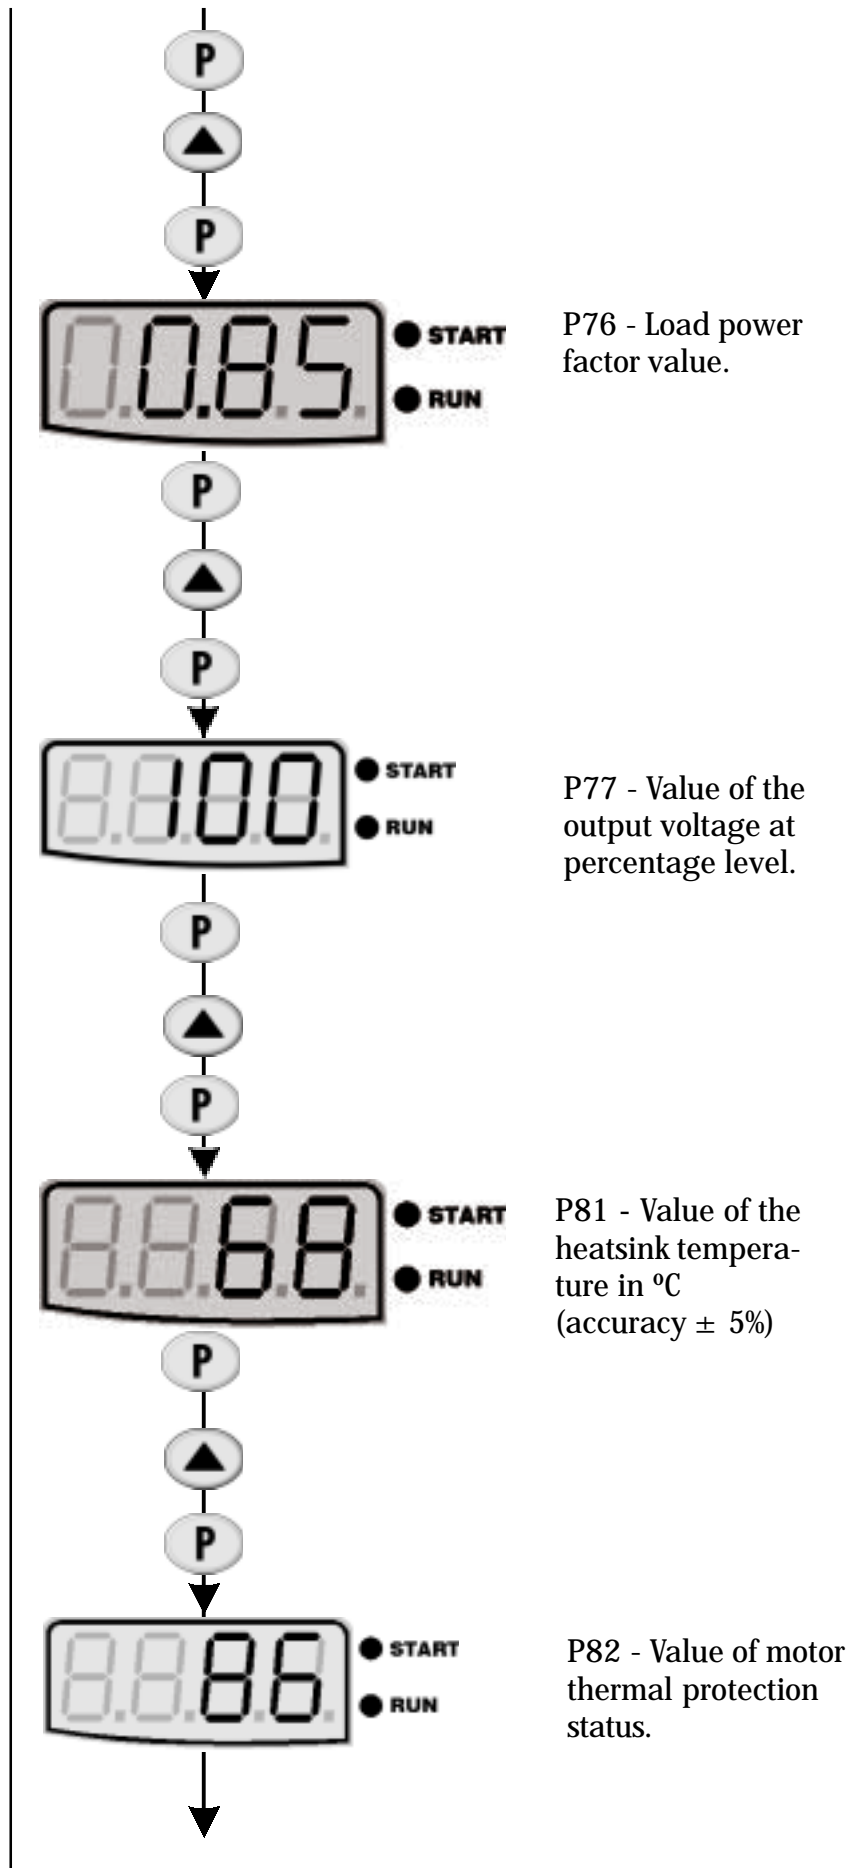 P
P
0.85
START
RUN
P76 - Load power
factor value.
P
P
100
START
RUN
P77 - Value of the
output voltage at
percentage level.
P
P
68
START
RUN
P81 - Value of the
heatsink tempera-
ture in ºC
(accuracy ± 5%)
P
P
86
START
RUN
P82 - Value of motor
thermal protection
status.